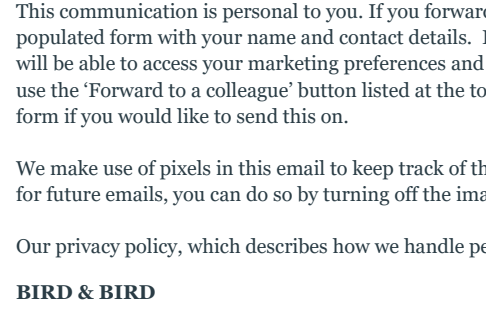 This communication is personal to you. If you forward
populated form with your name and contact details.
will be able to access your marketing preferences and
use the ‘Forward to a colleague’ button listed at the
form if you would like to send this on.
We make use of pixels in this email to keep track of
for future emails, you can do so by turning off the
Our privacy policy, which describes how we handle
BIRD & BIRD